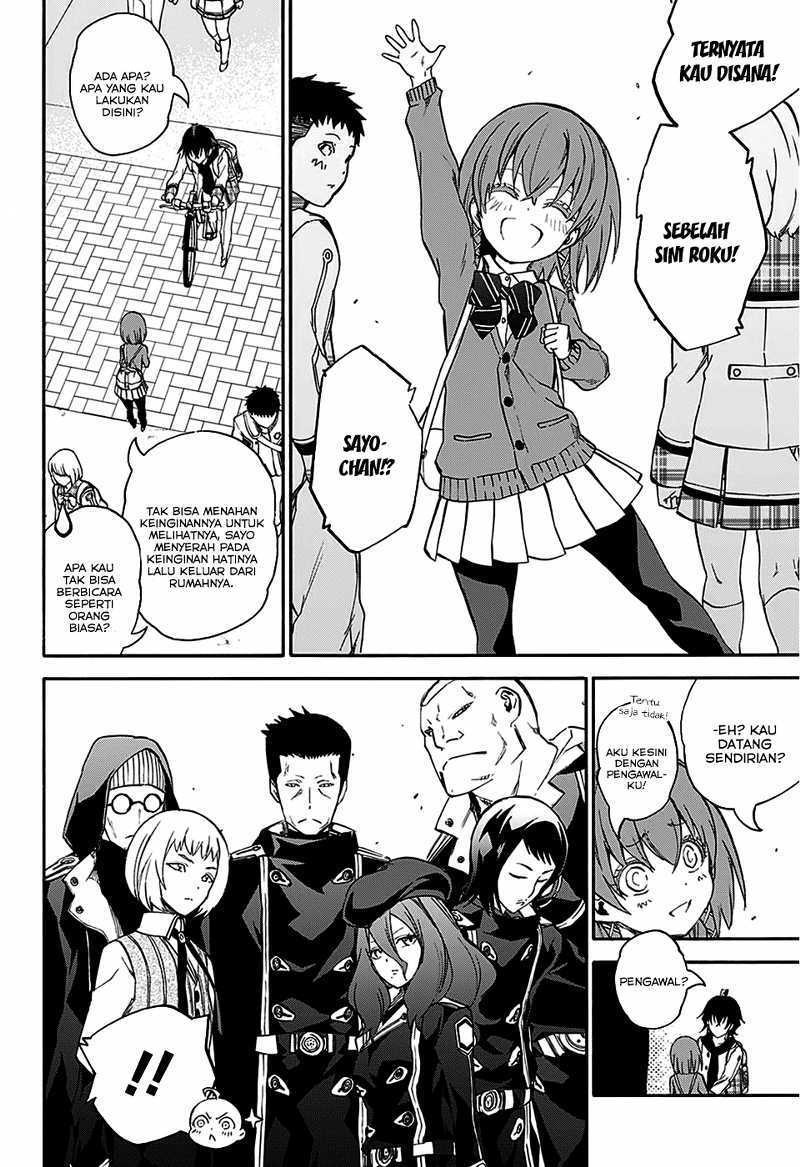 TERNYATA
KAU DISANA!
SEBELAH
SINI ROKU!
SAYO-
CHAN!?
ADA APA?
APA YANG KAU
LAKUKAN
DISINI?
TAK BISA MENAHAN
KEINGINANNYA UNTUK
MELIHATNYA, SAYO
MENYERAH PADA
KEINGINAN HATINYA
LALU KELUAR DARI
RUMAHNYA.
APA KAU
TAK BISA
BERBICARA
SEPERTI
ORANG
BIASA?
-EH? KAU
DATANG
SENDIRIAN?
Tentu
saja tidak!
AKU KESINI
DENGAN
PENGAWAL-
KU!
PENGAWAL?
!!